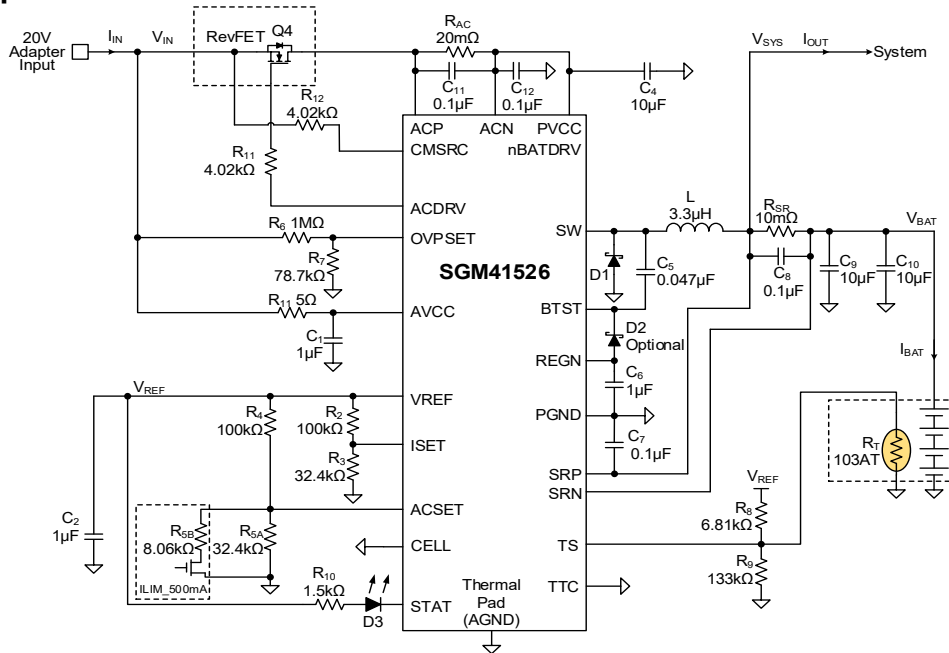 20V
Adapter
Input
I_IN
V_IN
RevFET
Q4
R_AC
20mΩ
C_11
0.1µF
C_12
0.1µF
C_4
10µF
V_SYS
I_OUT
System
R_12
4.02kΩ
R_11
4.02kΩ
ACP
ACN
PVCC
CMSRC
nBATDRV
ACDRV
R_6 1MΩ
OVPSET
R_7
78.7kΩ
SGM41526
R_11 5Ω
AVCC
C_1
1µF
SW
L
3.3µH
R_SR
10mΩ
V_BAT
D1
C_5
0.047µF
C_8
0.1µF
C_9
10µF
C_10
10µF
BTST
D2
Optional
REGN
C_6
1µF
I_BAT
V_REF
VREF
R_4
100kΩ
R_2
100kΩ
ISET
R_3
32.4kΩ
PGND
C_7
0.1µF
SRP
SRN
R_T
103AT
V_REF
R_8
6.81kΩ
C_2
1µF
ACSET
R_5B
8.06kΩ
R_5A
32.4kΩ
ILIM_500mA
CELL
TS
R_9
133kΩ
R_10
1.5kΩ
D3
STAT
TTC
Thermal
Pad
(AGND)